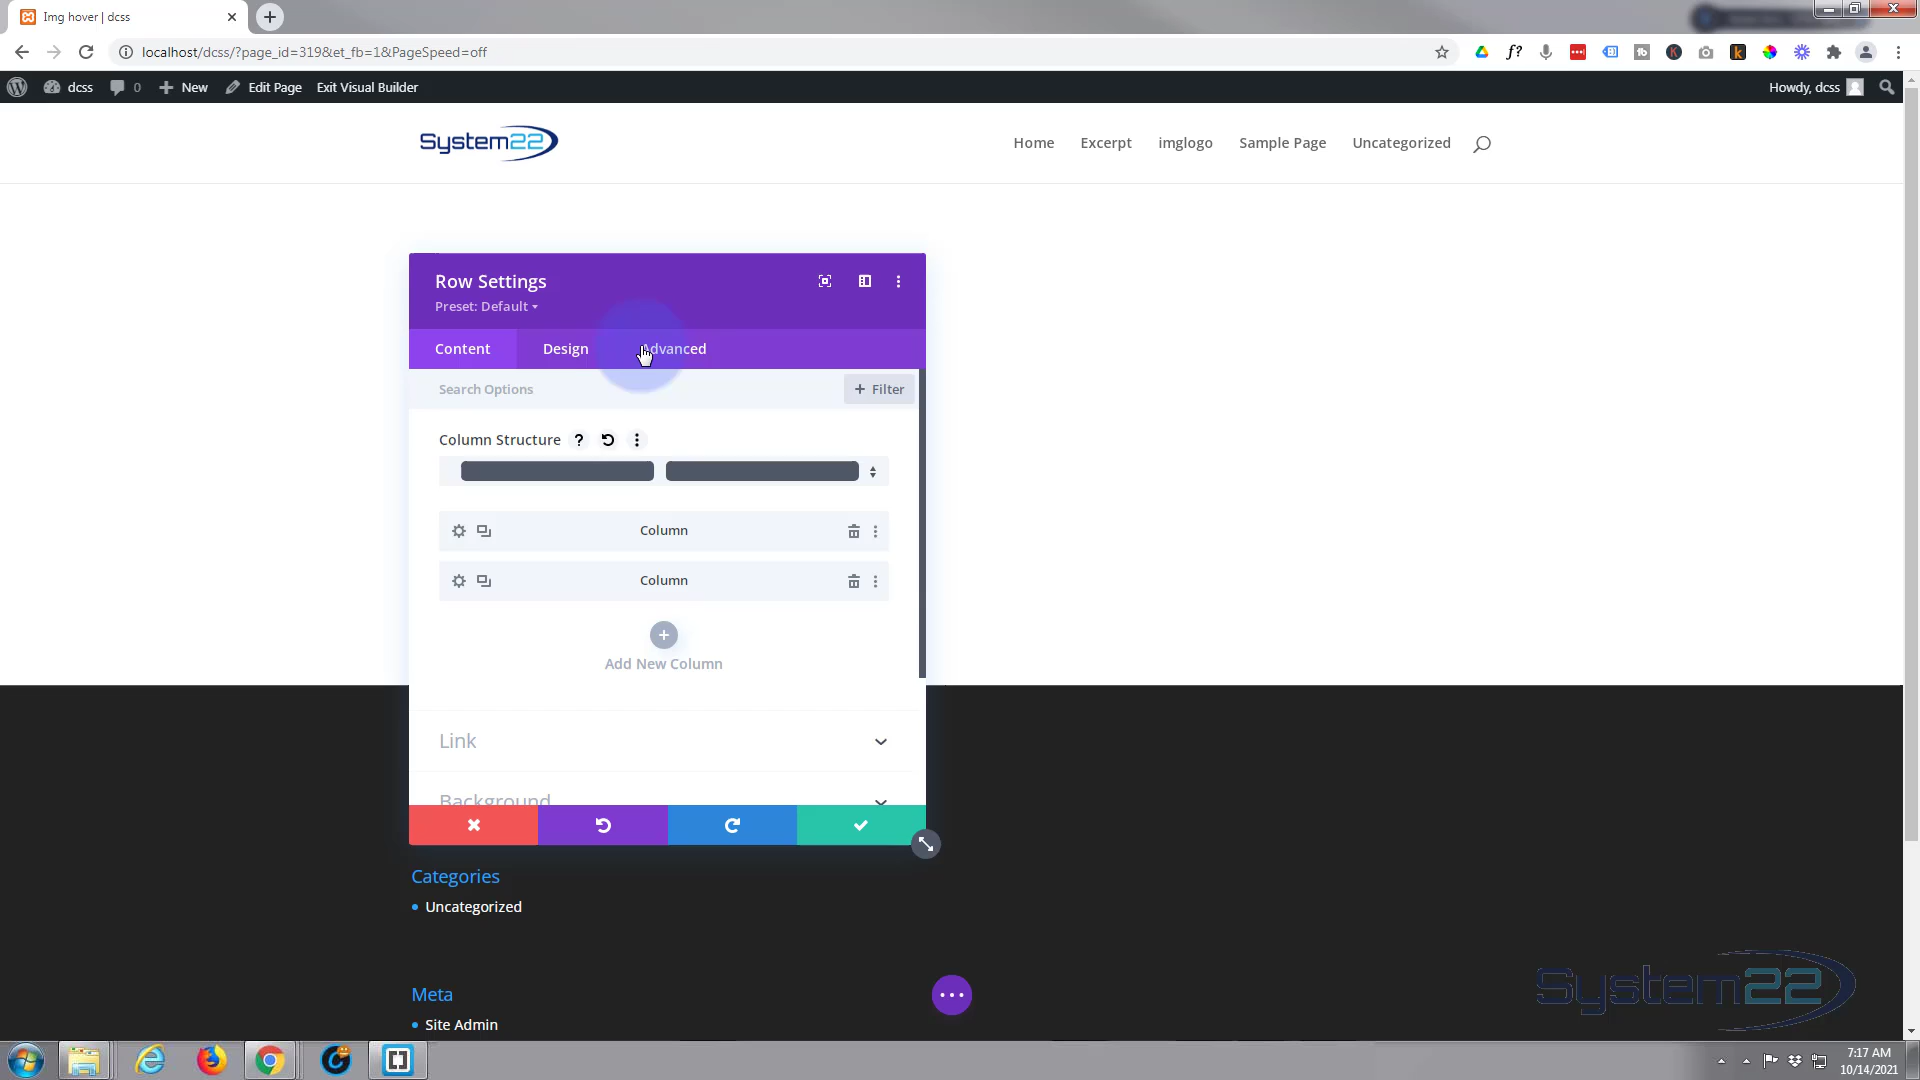 Img hover | dcss
localhost/dcss/?page_id=319&et_fb=1&PageSpeed=off
dcss
0
New
Edit Page
Exit Visual Builder
Howdy, dcss
System22
Home
Excerpt
imglogo
Sample Page
Uncategorized
Row Settings
Preset: Default
Content
Design
Advanced
Search Options
+ Filter
Column Structure
Column
Column
Add New Column
Link
Background
Categories
Uncategorized
Meta
Site Admin
System22
7:17 AM
10/14/2021